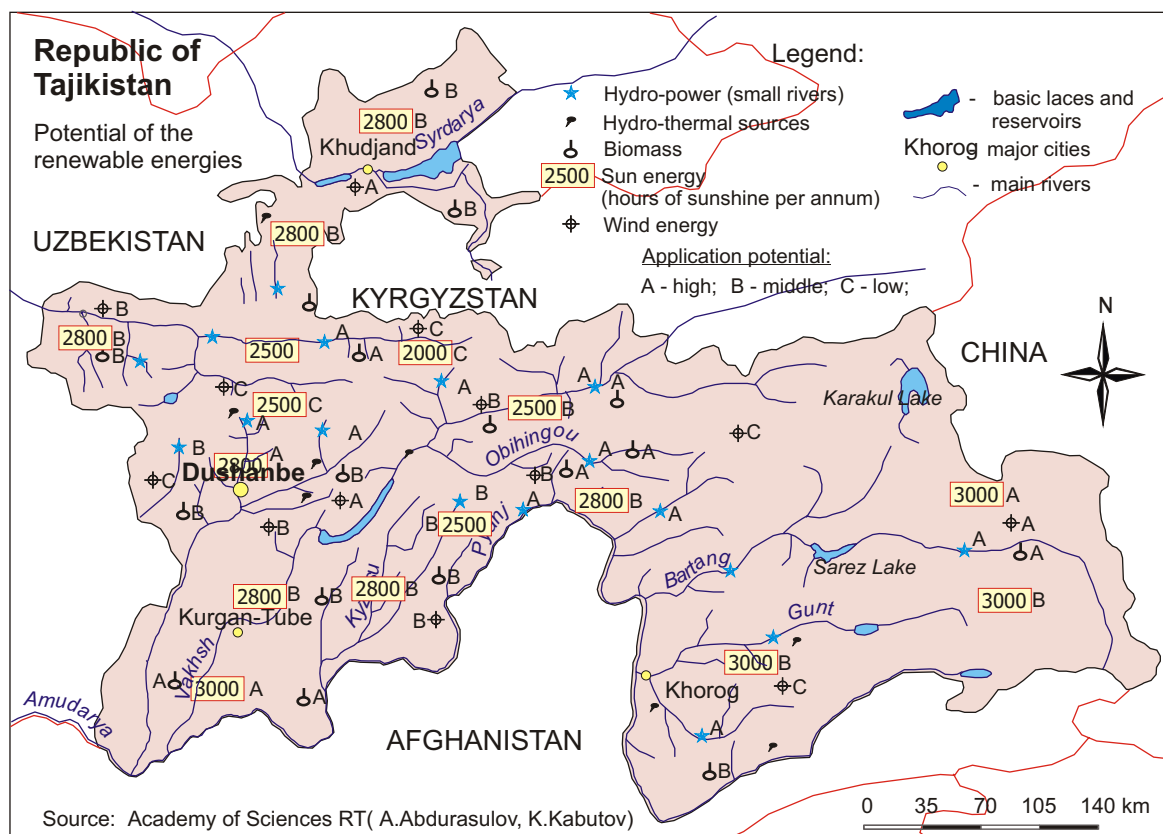 Republic of
Tajikistan
Potential of the
renewable energies
Legend:
Hydro-power (small rivers)
Hydro-thermal sources
Biomass
2500 Sun energy
(hours of sunshine per annum)
Wind energy
- basic laces and
reservoirs
Khorog - major cities
- main rivers
Application potential:
A - high; B - middle; C - low;
B
2800 B
Syrdarya
Khudjand
A
B
UZBEKISTAN
2800 B
KYRGYZSTAN
N
B
2800 B
B
2500
A
A
C
2000 C
CHINA
C
2500 C
A
B
2500 B
A
A
Karakul Lake
A
A
B
2800 A
Dushanbe
Obihingou
C
C
B
B
A
B
A
A
A
B
B
2500
B
A
Pjanj
2800 B
A
3000 A
A
A
A
Bartang
Sarez Lake
2800 B
Kyzksu
2800 B
B
B
3000 B
Kurgan-Tube
B
Gunt
Vakhsh
A
3000 A
A
3000 B
Khorog
C
A
B
Amudarya
AFGHANISTAN
Source: Academy of Sciences RT( A.Abdurasulov, K.Kabutov)
0 35 70 105 140 km